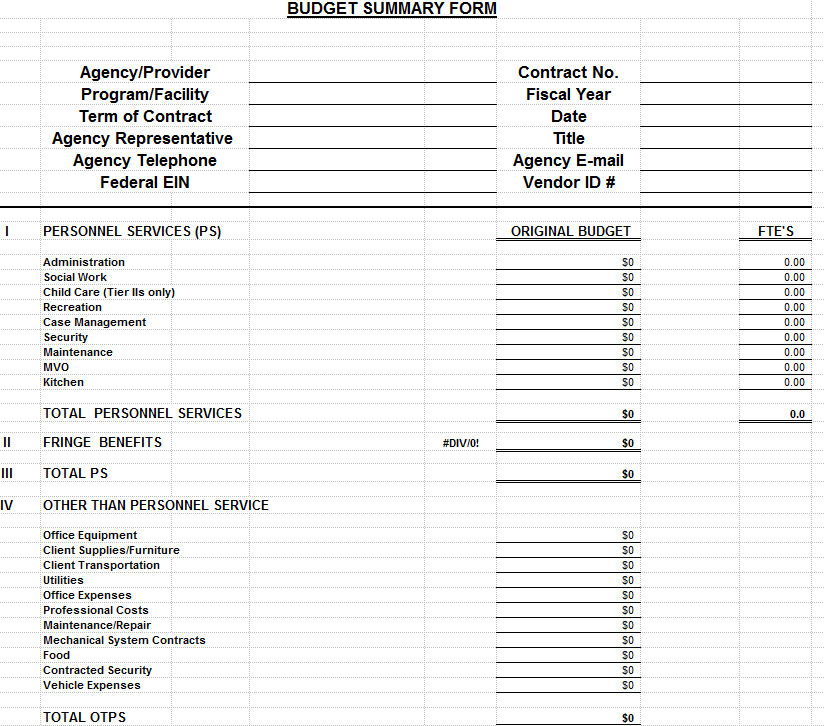 BUDGET SUMMARY FORM
Agency/Provider Contract No.
Program/Facility Fiscal Year
Term of Contract Date
Agency Representative Title
Agency Telephone Agency E-mail
Federal EIN Vendor ID #
I PERSONNEL SERVICES (PS) ORIGINAL BUDGET FTE'S
Administration $0 0.00
Social Work $0 0.00
Child Care (Tier IIs only) $0 0.00
Recreation $0 0.00
Case Management $0 0.00
Security $0 0.00
Maintenance $0 0.00
MVO $0 0.00
Kitchen $0 0.00
TOTAL PERSONNEL SERVICES $0 0.0
II FRINGE BENEFITS #DIV/0! $0
III TOTAL PS $0
IV OTHER THAN PERSONNEL SERVICE
Office Equipment $0
Client Supplies/Furniture $0
Client Transportation $0
Utilities $0
Office Expenses $0
Professional Costs $0
Maintenance/Repair $0
Mechanical System Contracts $0
Food $0
Contracted Security $0
Vehicle Expenses $0
TOTAL OTPS $0